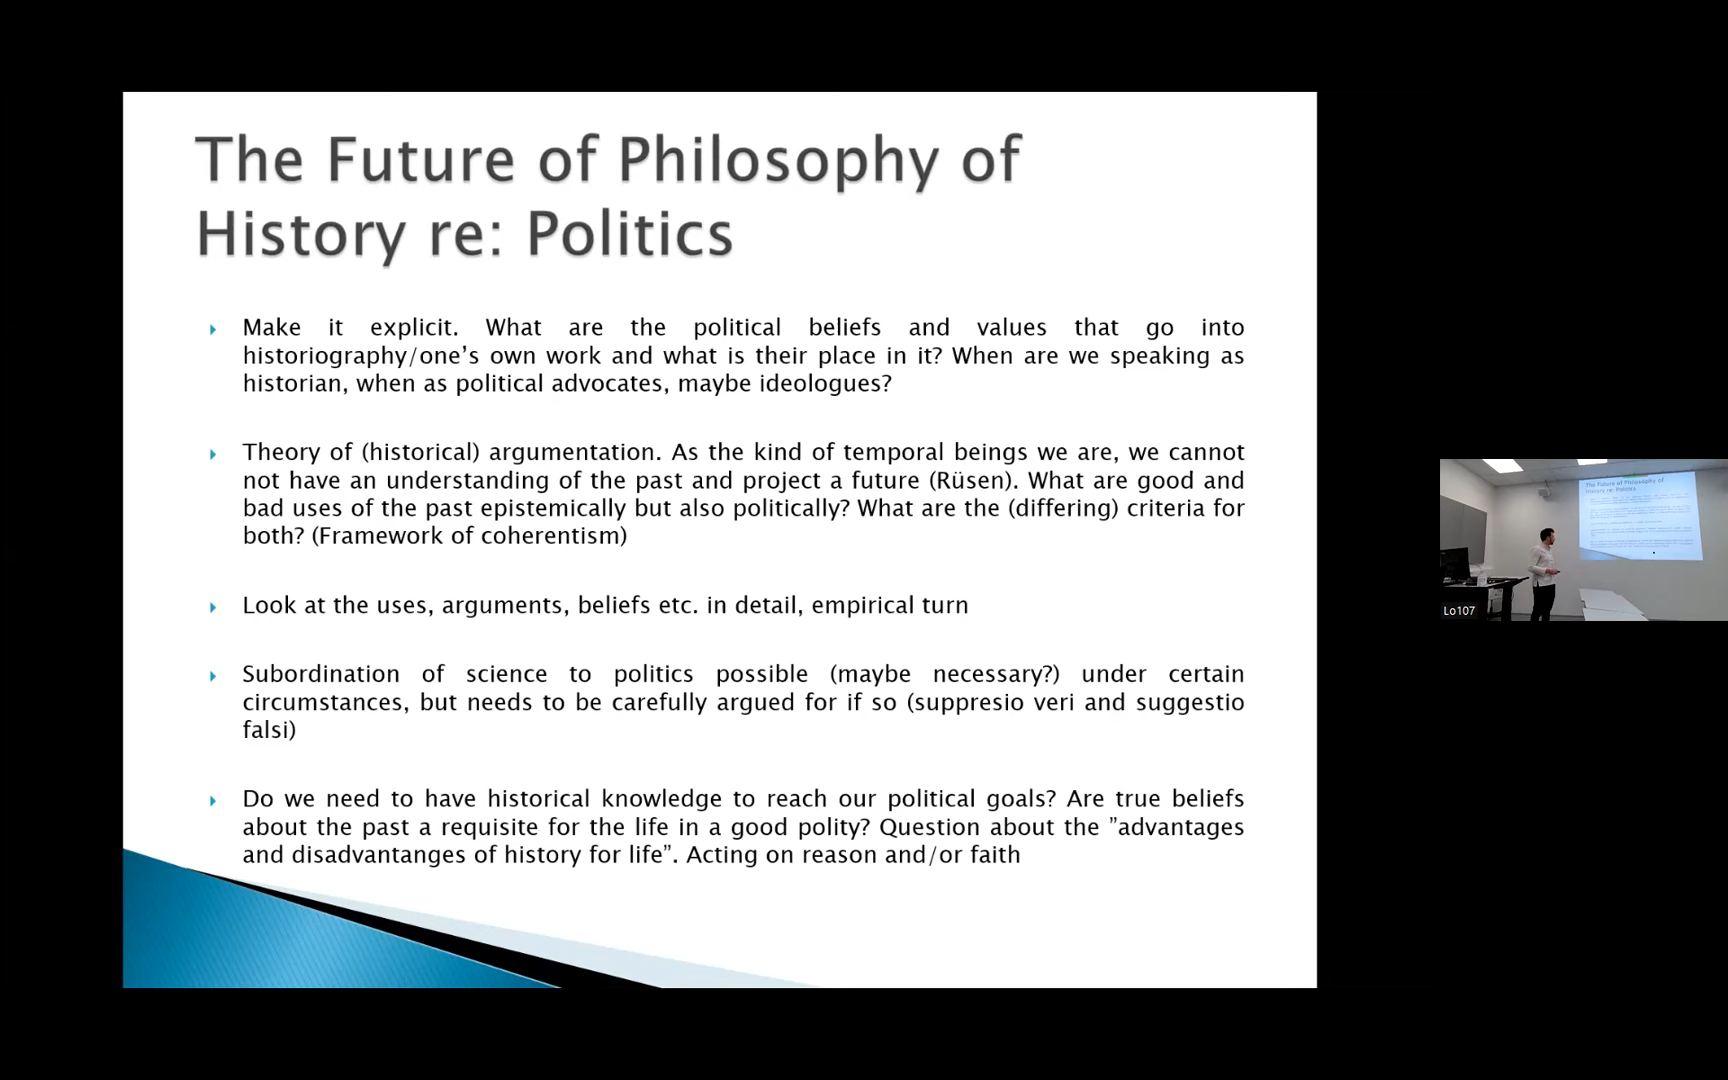 The Future of Philosophy of
History re: Politics
Make it explicit. What are the political beliefs and values that go into
historiography/one’s own work and what is their place in it? When are we speaking as
historian, when as political advocates, maybe ideologues?
Theory of (historical) argumentation. As the kind of temporal beings we are, we cannot
not have an understanding of the past and project a future (Rüsen). What are good and
bad uses of the past epistemically but also politically? What are the (differing) criteria for
both? (Framework of coherentism)
Look at the uses, arguments, beliefs etc. in detail, empirical turn
Subordination of science to politics possible (maybe necessary?) under certain
circumstances, but needs to be carefully argued for if so (suppresio veri and suggestio
falsi)
Do we need to have historical knowledge to reach our political goals? Are true beliefs
about the past a requisite for the life in a good polity? Question about the ”advantages
and disadvantanges of history for life”. Acting on reason and/or faith
The Future of Philosophy of
History re: Politics
Lo107